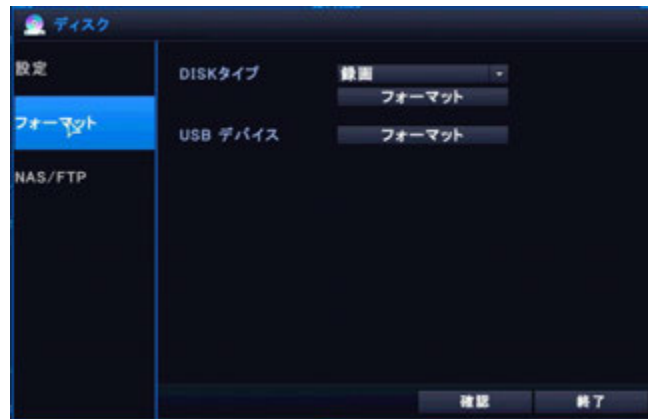 ディスク
設定
フォーマット
NAS/FTP
DISKタイプ 録画
フォーマット
USB デバイス フォーマット
確認 終了